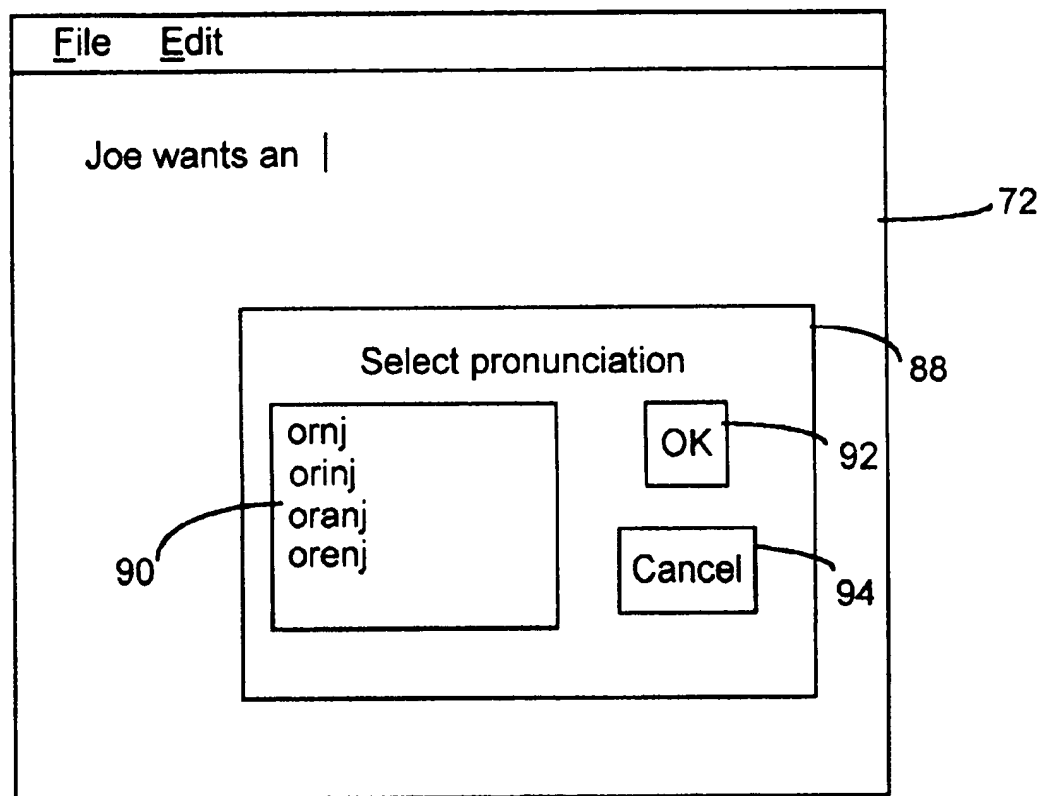 File Edit
Joe wants an
72
Select pronunciation
88
ornj
orinj
oranj
orenj
OK
92
90
Cancel
94